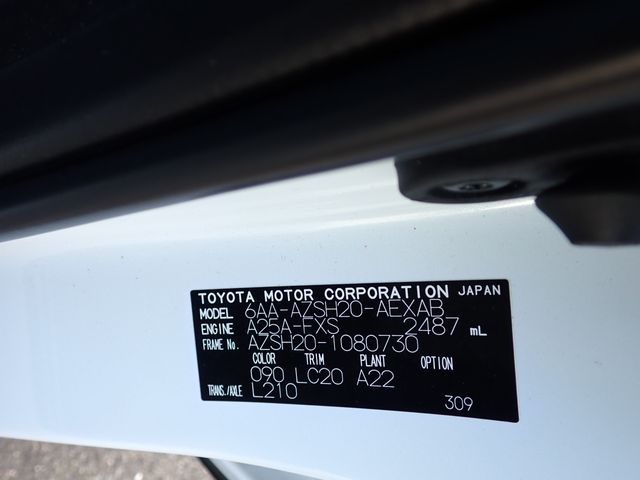 TOYOTA MOTOR CORPORATION JAPAN
MODEL 6AA-AZSH20-AEXAB
ENGINE A25A-FXS 2487 mL
FRAME No. AZSH20-1080730
COLOR TRIM PLANT OPTION
090 LC20 A22
TRANS./AXLE L210
309